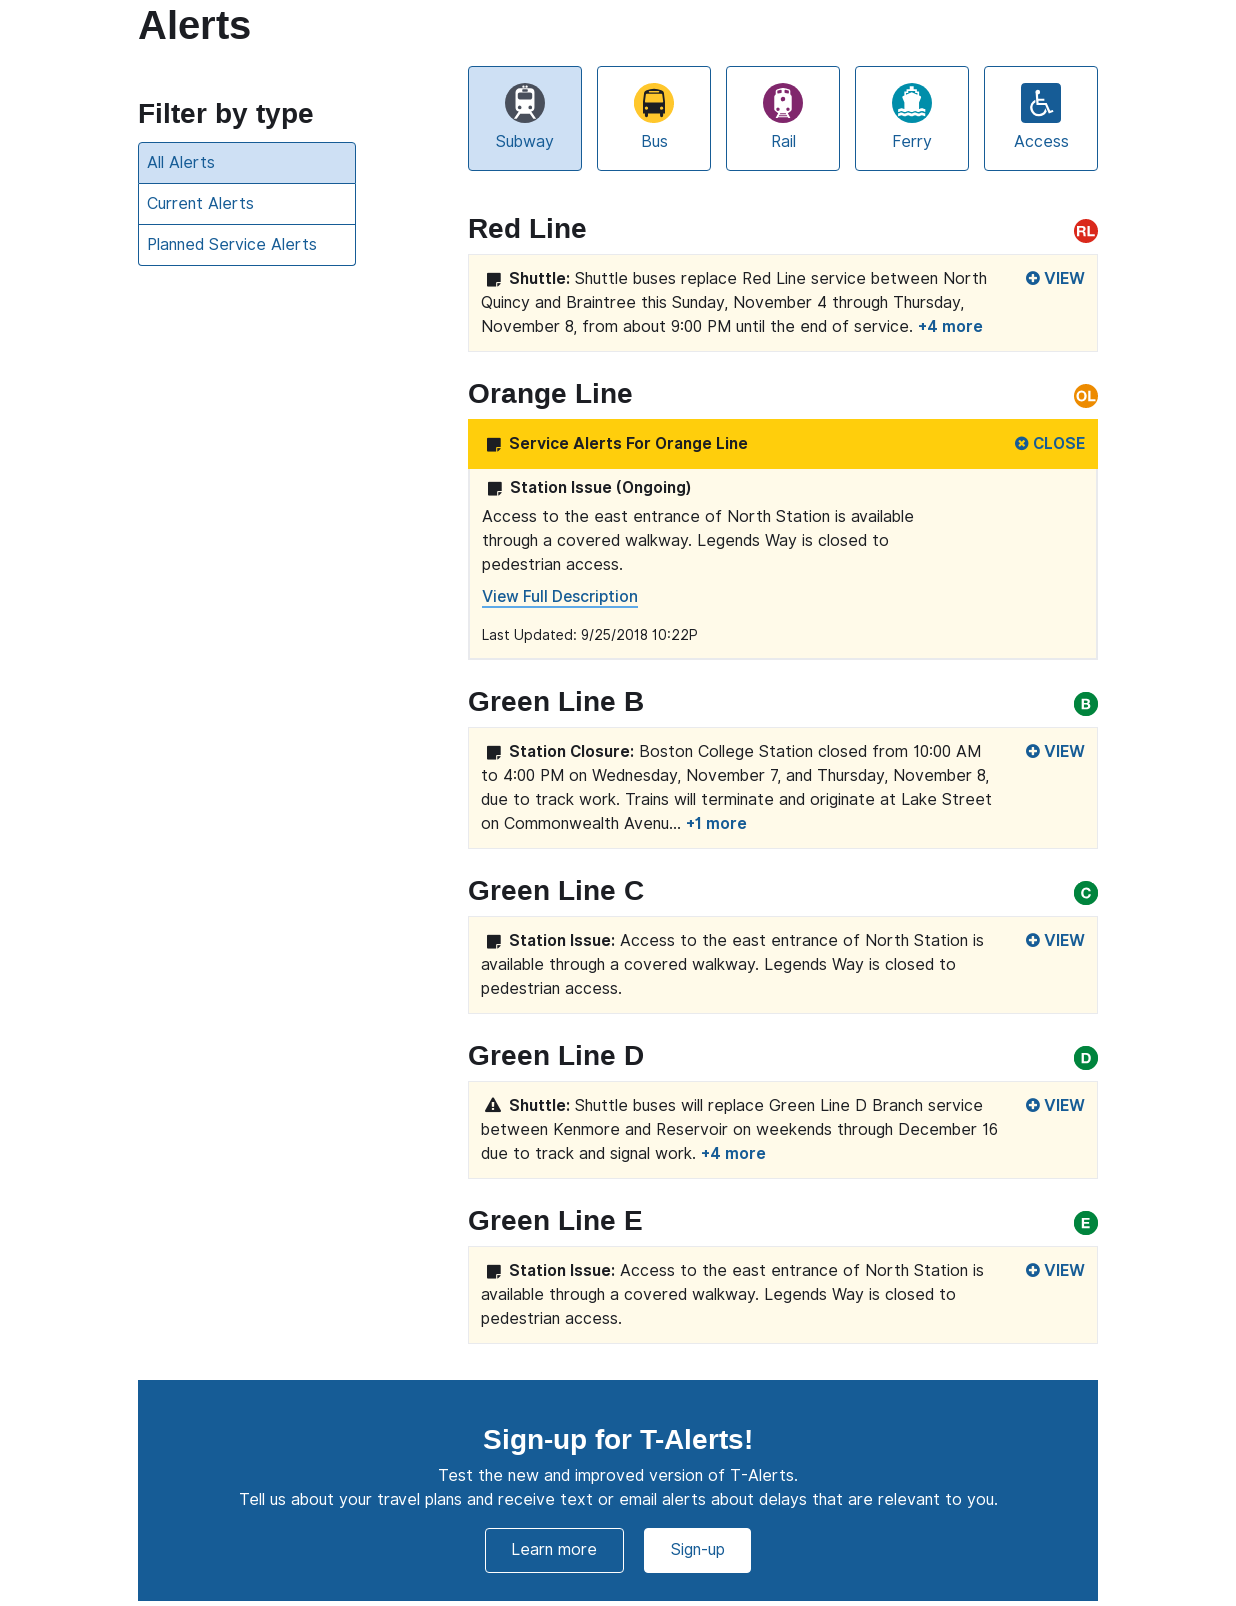 Alerts
Filter by type
All Alerts
Current Alerts
Planned Service Alerts
Subway
Bus
Rail
Ferry
Access
Red Line
RL
Shuttle: Shuttle buses replace Red Line service between North
Quincy and Braintree this Sunday, November 4 through Thursday,
November 8, from about 9:00 PM until the end of service. +4 more
VIEW
Orange Line
OL
Service Alerts For Orange Line
CLOSE
Station Issue (Ongoing)
Access to the east entrance of North Station is available
through a covered walkway. Legends Way is closed to
pedestrian access.
View Full Description
Last Updated: 9/25/2018 10:22P
Green Line B
B
Station Closure: Boston College Station closed from 10:00 AM
to 4:00 PM on Wednesday, November 7, and Thursday, November 8,
due to track work. Trains will terminate and originate at Lake Street
on Commonwealth Avenu... +1 more
VIEW
Green Line C
C
Station Issue: Access to the east entrance of North Station is
available through a covered walkway. Legends Way is closed to
pedestrian access.
VIEW
Green Line D
D
Shuttle: Shuttle buses will replace Green Line D Branch service
between Kenmore and Reservoir on weekends through December 16
due to track and signal work. +4 more
VIEW
Green Line E
E
Station Issue: Access to the east entrance of North Station is
available through a covered walkway. Legends Way is closed to
pedestrian access.
VIEW
Sign-up for T-Alerts!
Test the new and improved version of T-Alerts.
Tell us about your travel plans and receive text or email alerts about delays that are relevant to you.
Learn more
Sign-up